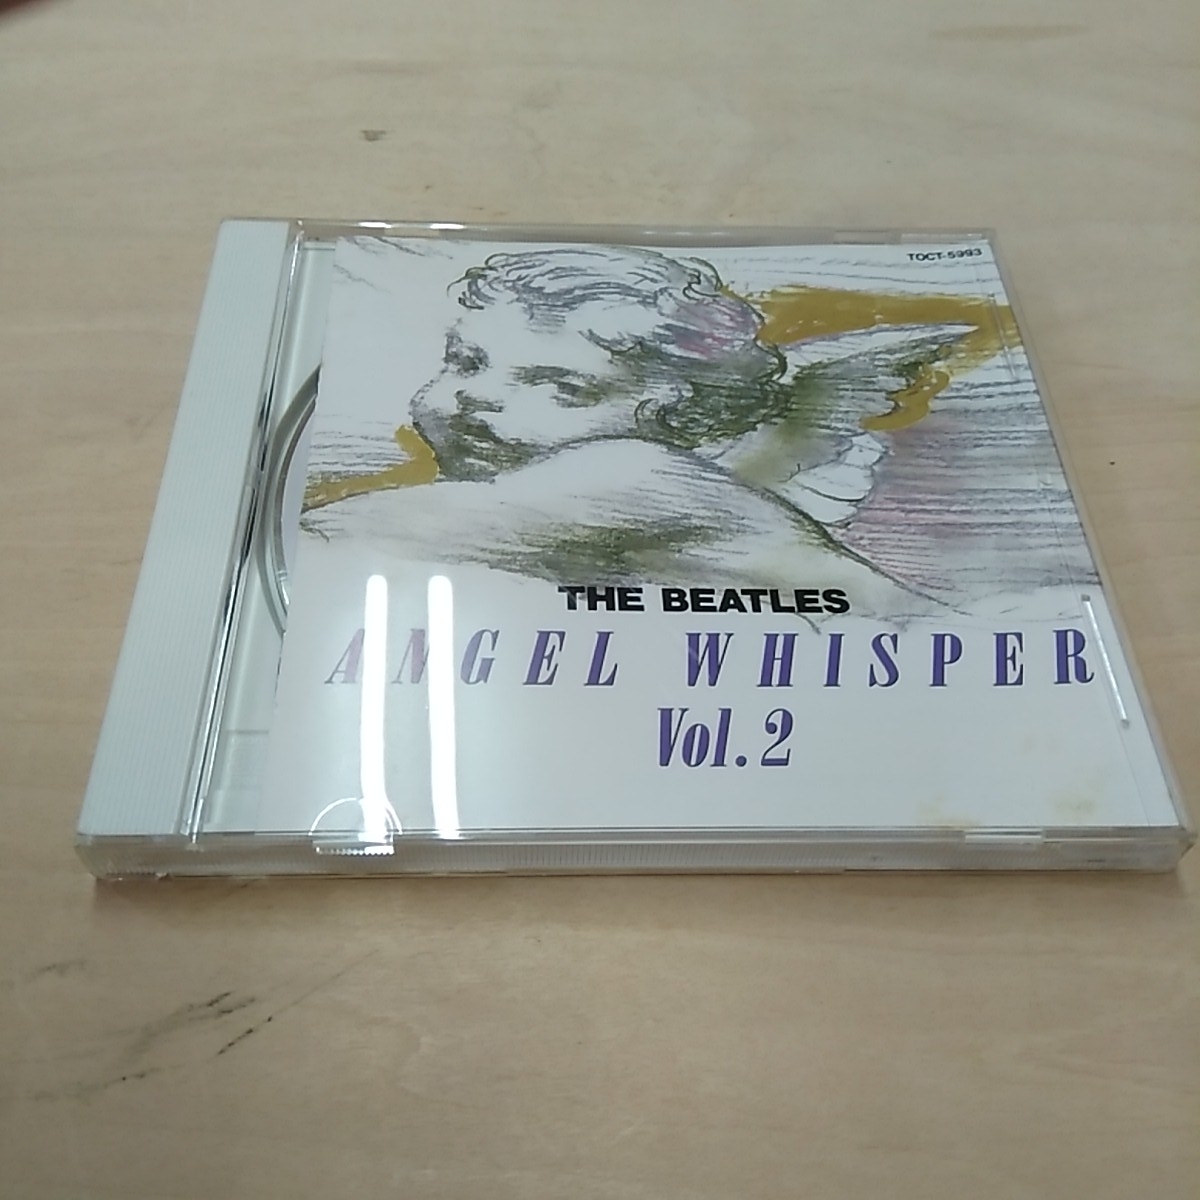 TOCT-5993
THE BEATLES
ANGEL WHISPER
Vol. 2